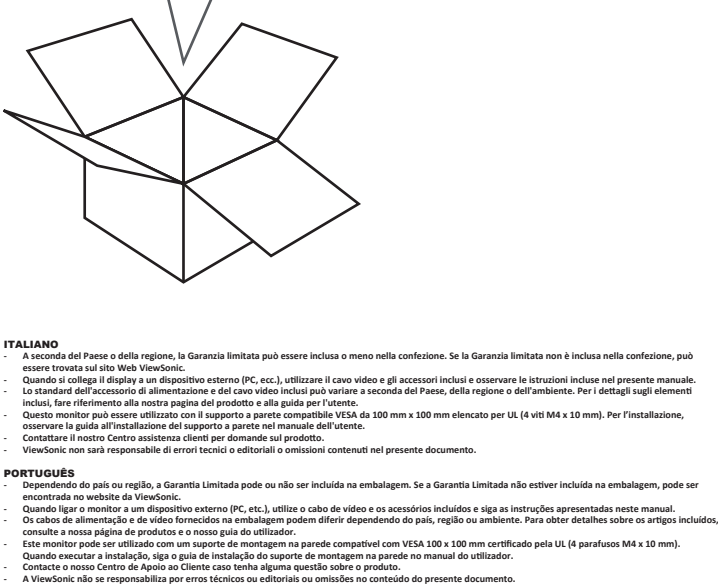 ITALIANO
- A seconda del Paese o della regione, la Garanzia limitata può essere inclusa o meno nella confezione. Se la Garanzia limitata non è inclusa nella confezione, può
essere trovata sul sito Web ViewSonic.
- Quando si collega il display a un dispositivo esterno (PC, ecc.), utilizzare il cavo video e gli accessori inclusi e osservare le istruzioni incluse nel presente manuale.
- Lo standard dell'accessorio di alimentazione e del cavo video inclusi può variare a seconda del Paese, della regione o dell'ambiente. Per i dettagli sugli elementi
inclusi, fare riferimento alla nostra pagina del prodotto e alla guida per l'utente.
- Questo monitor può essere utilizzato con il supporto a parete compatibile VESA da 100 mm x 100 mm elencato per UL (4 viti M4 x 10 mm). Per l'installazione,
osservare la guida all'installazione del supporto a parete nel manuale dell'utente.
- Contattare il nostro Centro assistenza clienti per domande sul prodotto.
- ViewSonic non sarà responsabile di errori tecnici o editoriali o omissioni contenuti nel presente documento.
PORTUGUÊS
- Dependendo do país ou região, a Garantia Limitada pode ou não ser incluída na embalagem. Se a Garantia Limitada não estiver incluída na embalagem, pode ser
encontrada no website da ViewSonic.
- Quando ligar o monitor a um dispositivo externo (PC, etc.), utilize o cabo de vídeo e os acessórios incluídos e siga as instruções apresentadas neste manual.
- Os cabos de alimentação e de vídeo fornecidos na embalagem podem diferir dependendo do país, região ou ambiente. Para obter detalhes sobre os artigos incluídos,
consulte a nossa página de produtos e o nosso guia do utilizador.
- Este monitor pode ser utilizado com um suporte de montagem na parede compatível com VESA 100 x 100 mm certificado pela UL (4 parafusos M4 x 10 mm).
Quando executar a instalação, siga o guia de instalação do suporte de montagem na parede no manual do utilizador.
- Contacte o nosso Centro de Apoio ao Cliente caso tenha alguma questão sobre o produto.
- A ViewSonic não se responsabiliza por erros técnicos ou editoriais ou omissões no conteúdo do presente documento.